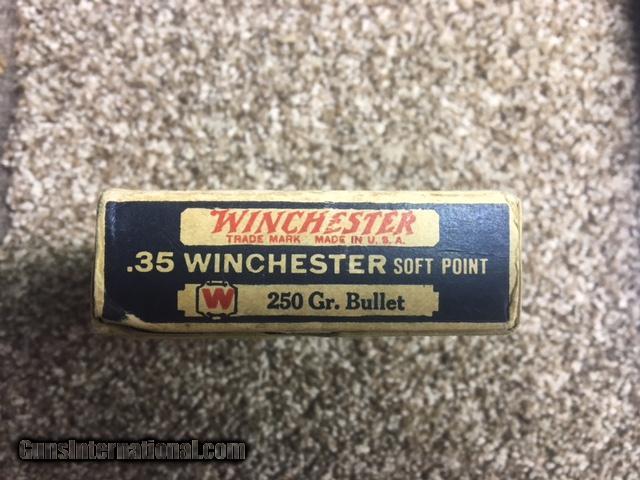 WINCHESTER
TRADE MARK MADE IN U.S.A.
.35 WINCHESTER SOFT POINT
W 250 Gr. Bullet
GunsInternational.com